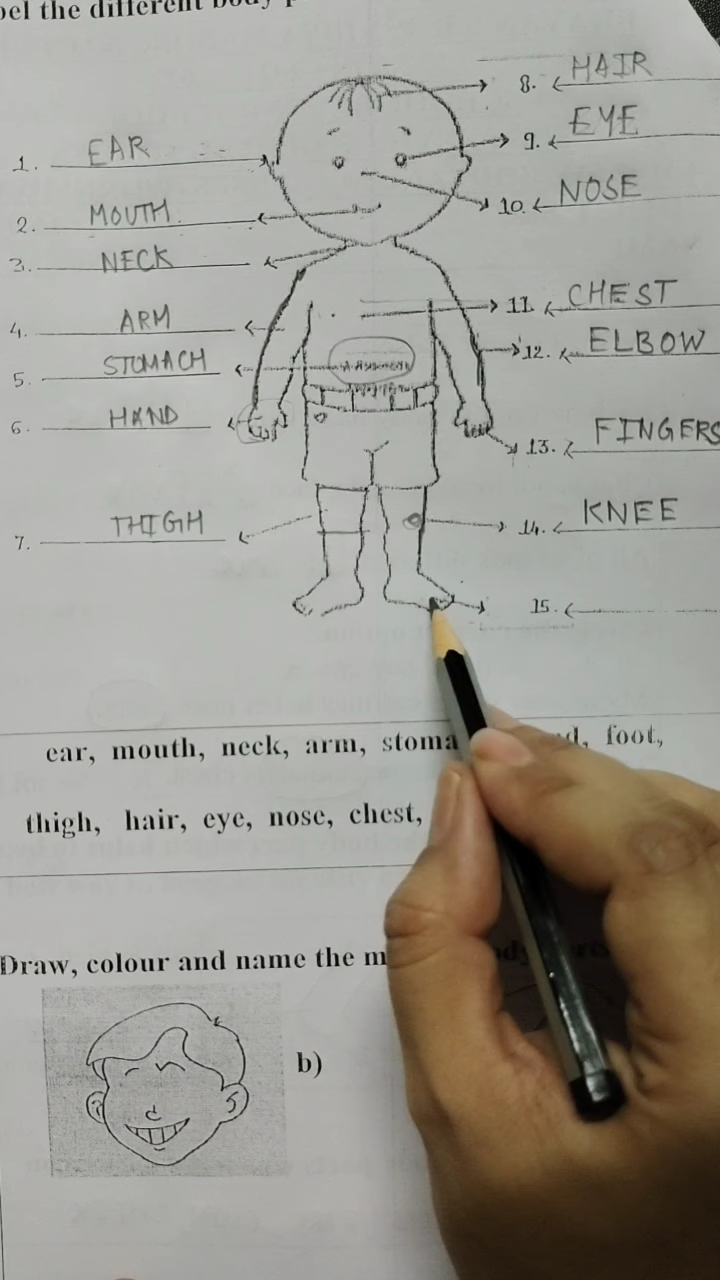 the different body
1. EAR
2. MOUTH
3. NECK
4. ARM
5. STOMACH
6. HAND
7. THIGH
8. HAIR
9. EYE
10. NOSE
11. CHEST
12. ELBOW
13. FINGERS
14. KNEE
15.
ear, mouth, neck, arm, stoma foot,
thigh, hair, eye, nose, chest,
Draw, colour and name the m
b)